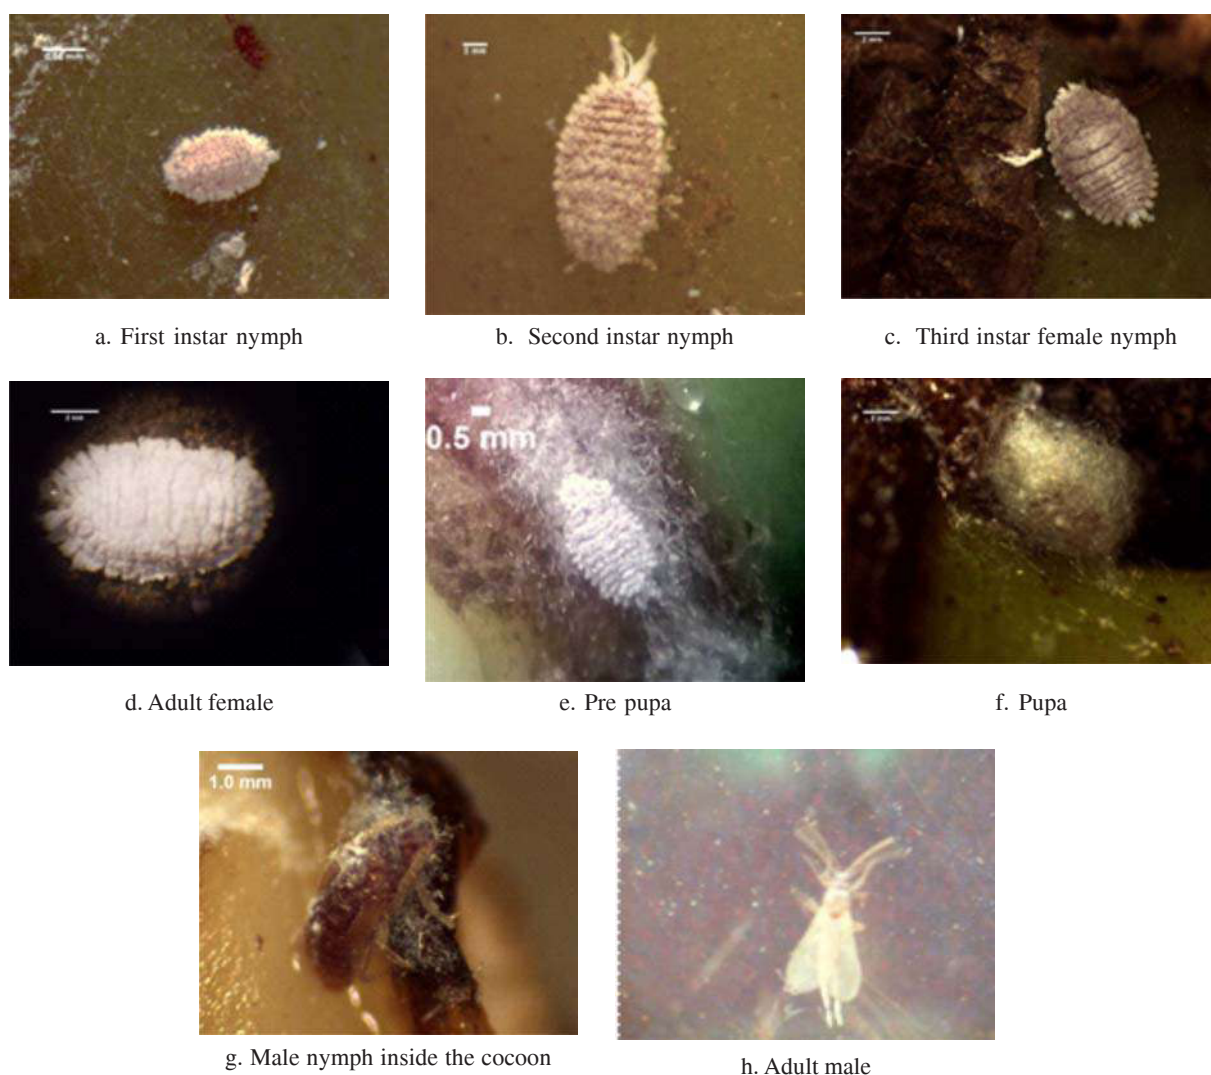 a. First instar nymph
b. Second instar nymph
c. Third instar female nymph
0.5 mm
d. Adult female
e. Pre pupa
f. Pupa
1.0 mm
g. Male nymph inside the cocoon
h. Adult male